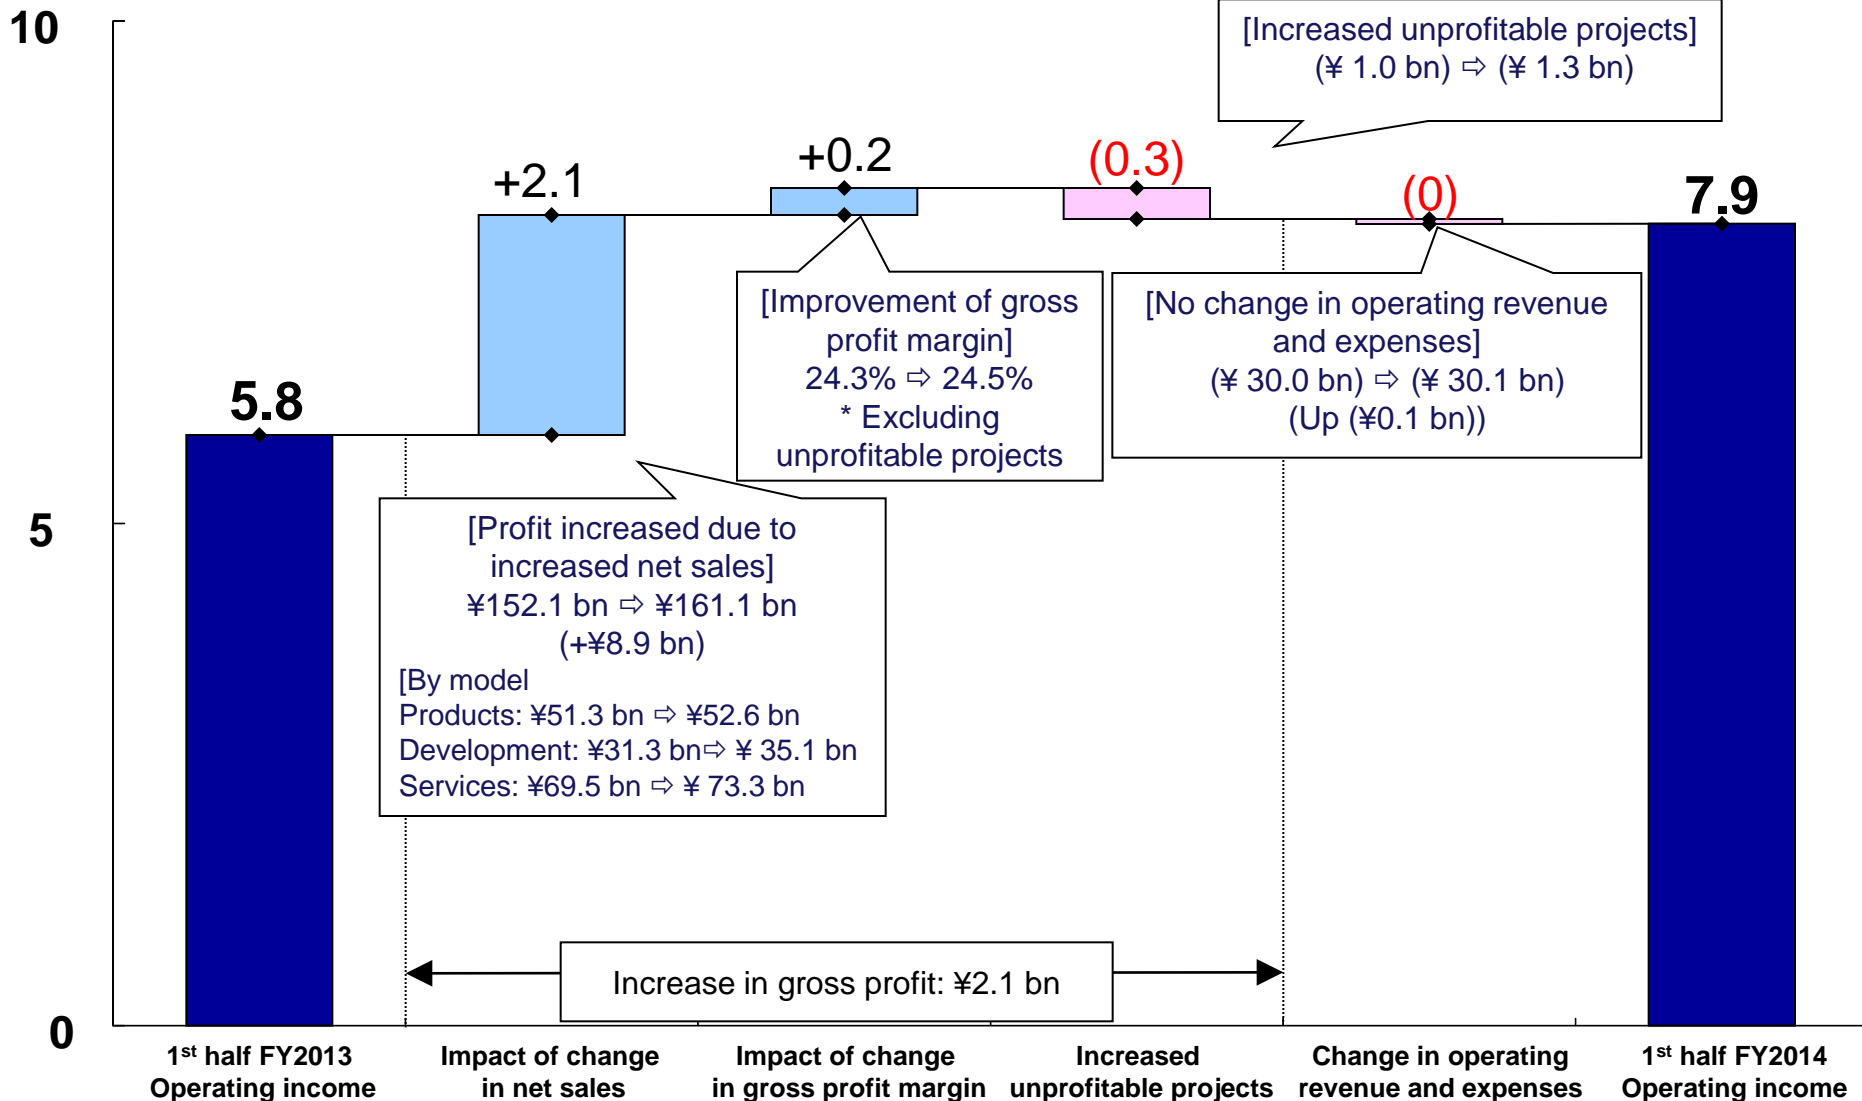 10
5
0
5.8
+2.1
+0.2
(0.3)
(0)
7.9
[Increased unprofitable projects]
(¥ 1.0 bn) ⇨ (¥ 1.3 bn)
[Improvement of gross
profit margin]
24.3% ⇨ 24.5%
* Excluding
unprofitable projects
[No change in operating revenue
and expenses]
(¥ 30.0 bn) ⇨ (¥ 30.1 bn)
(Up (¥0.1 bn))
[Profit increased due to
increased net sales]
¥152.1 bn ⇨ ¥161.1 bn
(+¥8.9 bn)
[By model
Products: ¥51.3 bn ⇨ ¥52.6 bn
Development: ¥31.3 bn⇨ ¥ 35.1 bn
Services: ¥69.5 bn ⇨ ¥ 73.3 bn
Increase in gross profit: ¥2.1 bn
1st half FY2013
Operating income
Impact of change
in net sales
Impact of change
in gross profit margin
Increased
unprofitable projects
Change in operating
revenue and expenses
1st half FY2014
Operating income